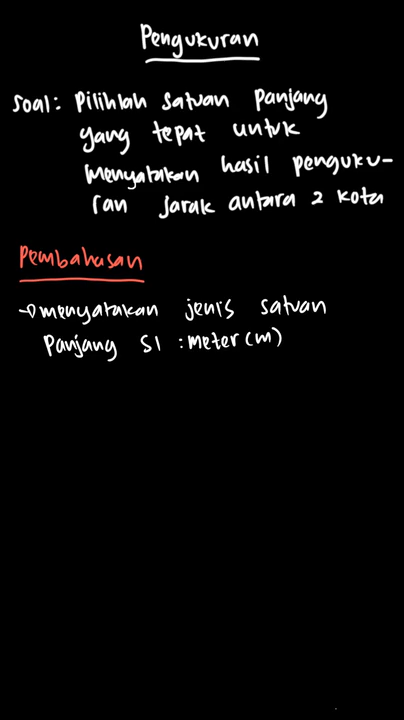 Pengukuran
Soal: Pilihlah satuan Panjang
yang tepat untuk
menyatakan hasil penguku-
ran jarak antara 2 kota
Pembahasan
→ menyatakan jenis satuan
Panjang SI : meter (m)